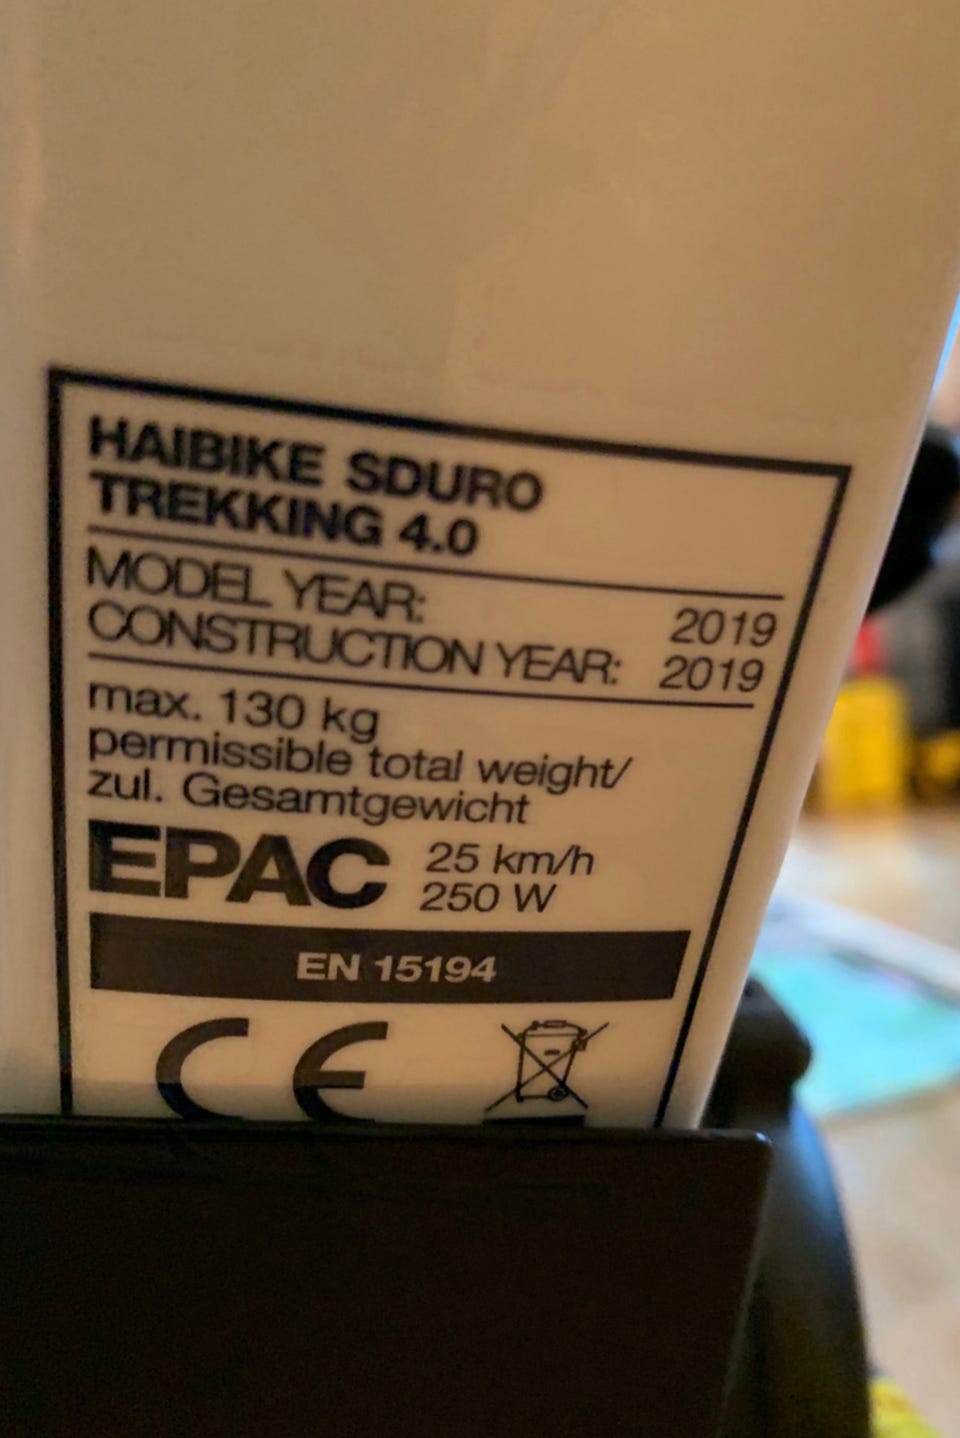 HAIBIKE SDURO
TREKKING 4.0
MODEL YEAR: 2019
CONSTRUCTION YEAR: 2019
max. 130 kg
permissible total weight/
zul. Gesamtgewicht
EPAC 25 km/h
250 W
EN 15194
CE